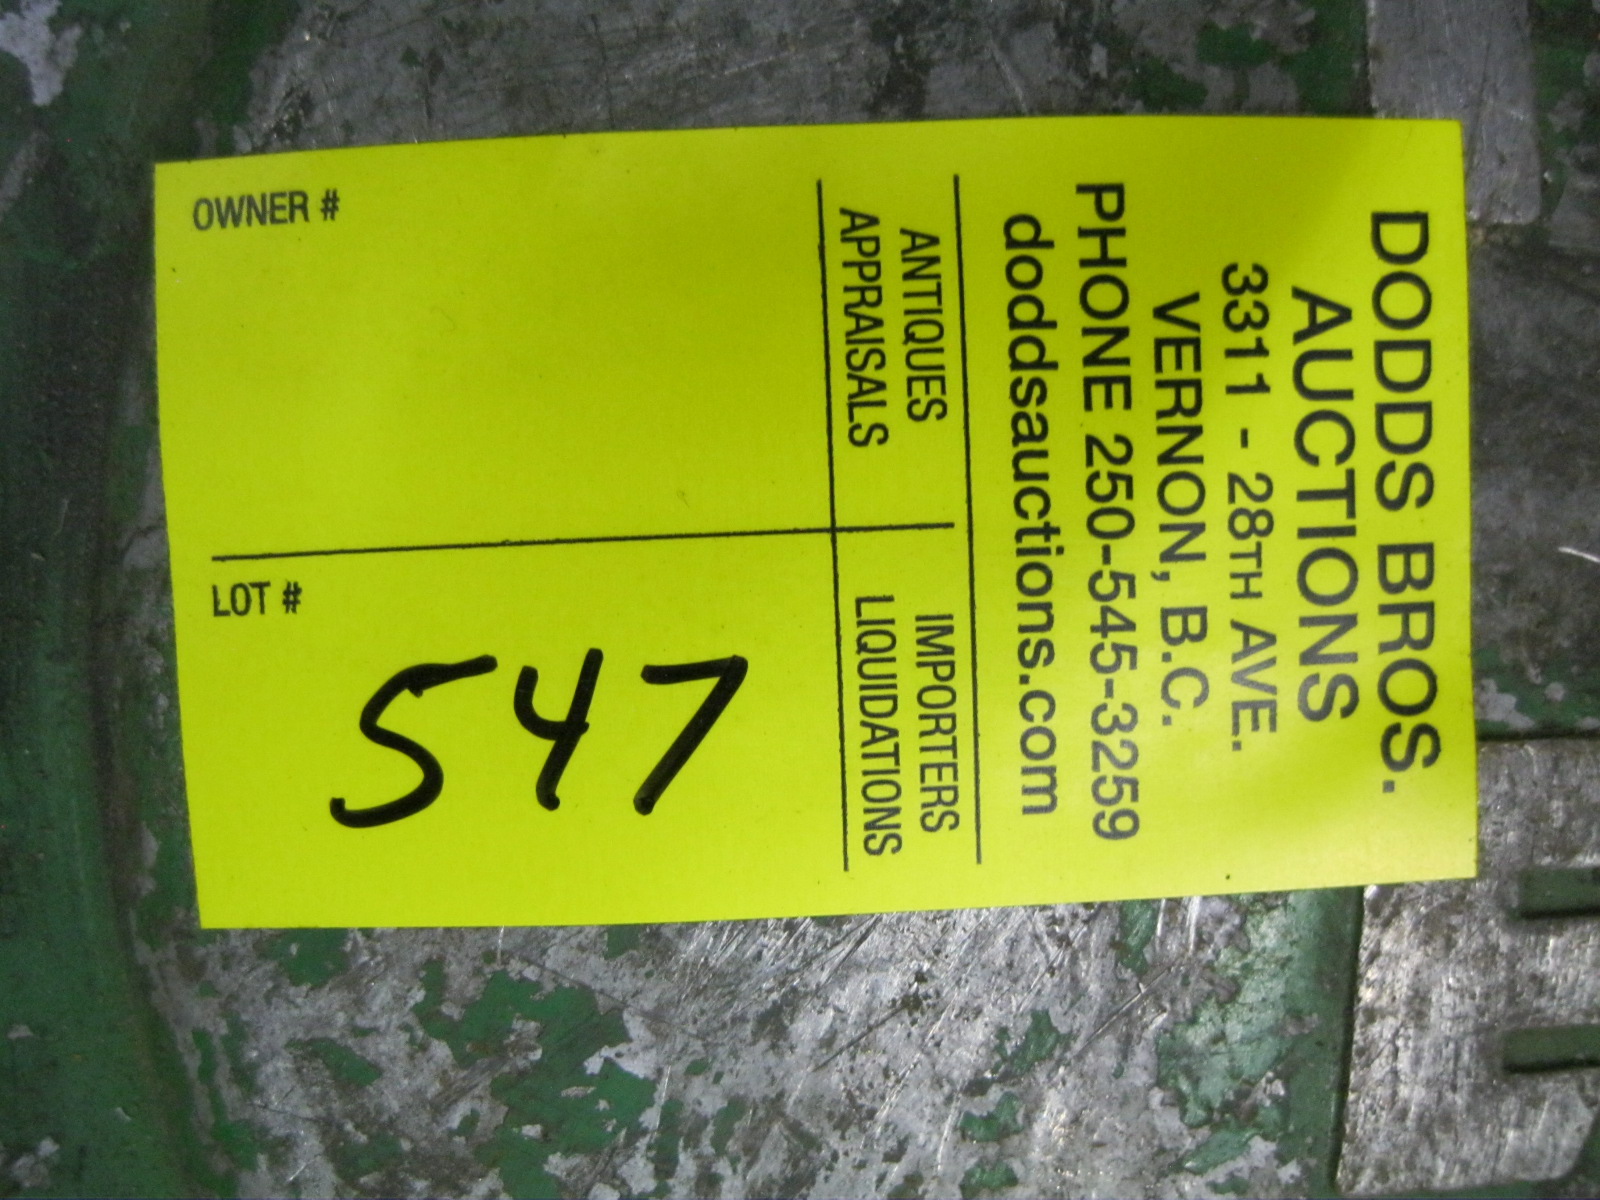 DODDS BROS.
AUCTIONS
3311 - 28TH AVE.
VERNON, B.C.
PHONE 250-545-3259
doddsauctions.com
ANTIQUES
APPRAISALS
IMPORTERS
LIQUIDATIONS
OWNER #
LOT #
547